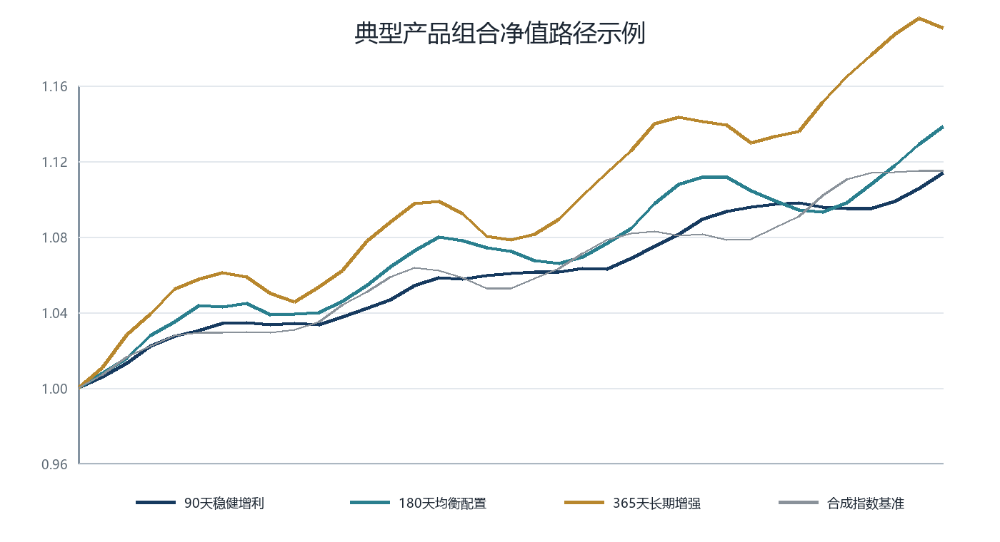 典型产品组合净值路径示例
1.16
1.12
1.08
1.04
1.00
0.96
90天稳健增利
180天均衡配置
365天长期增强
合成指数基准